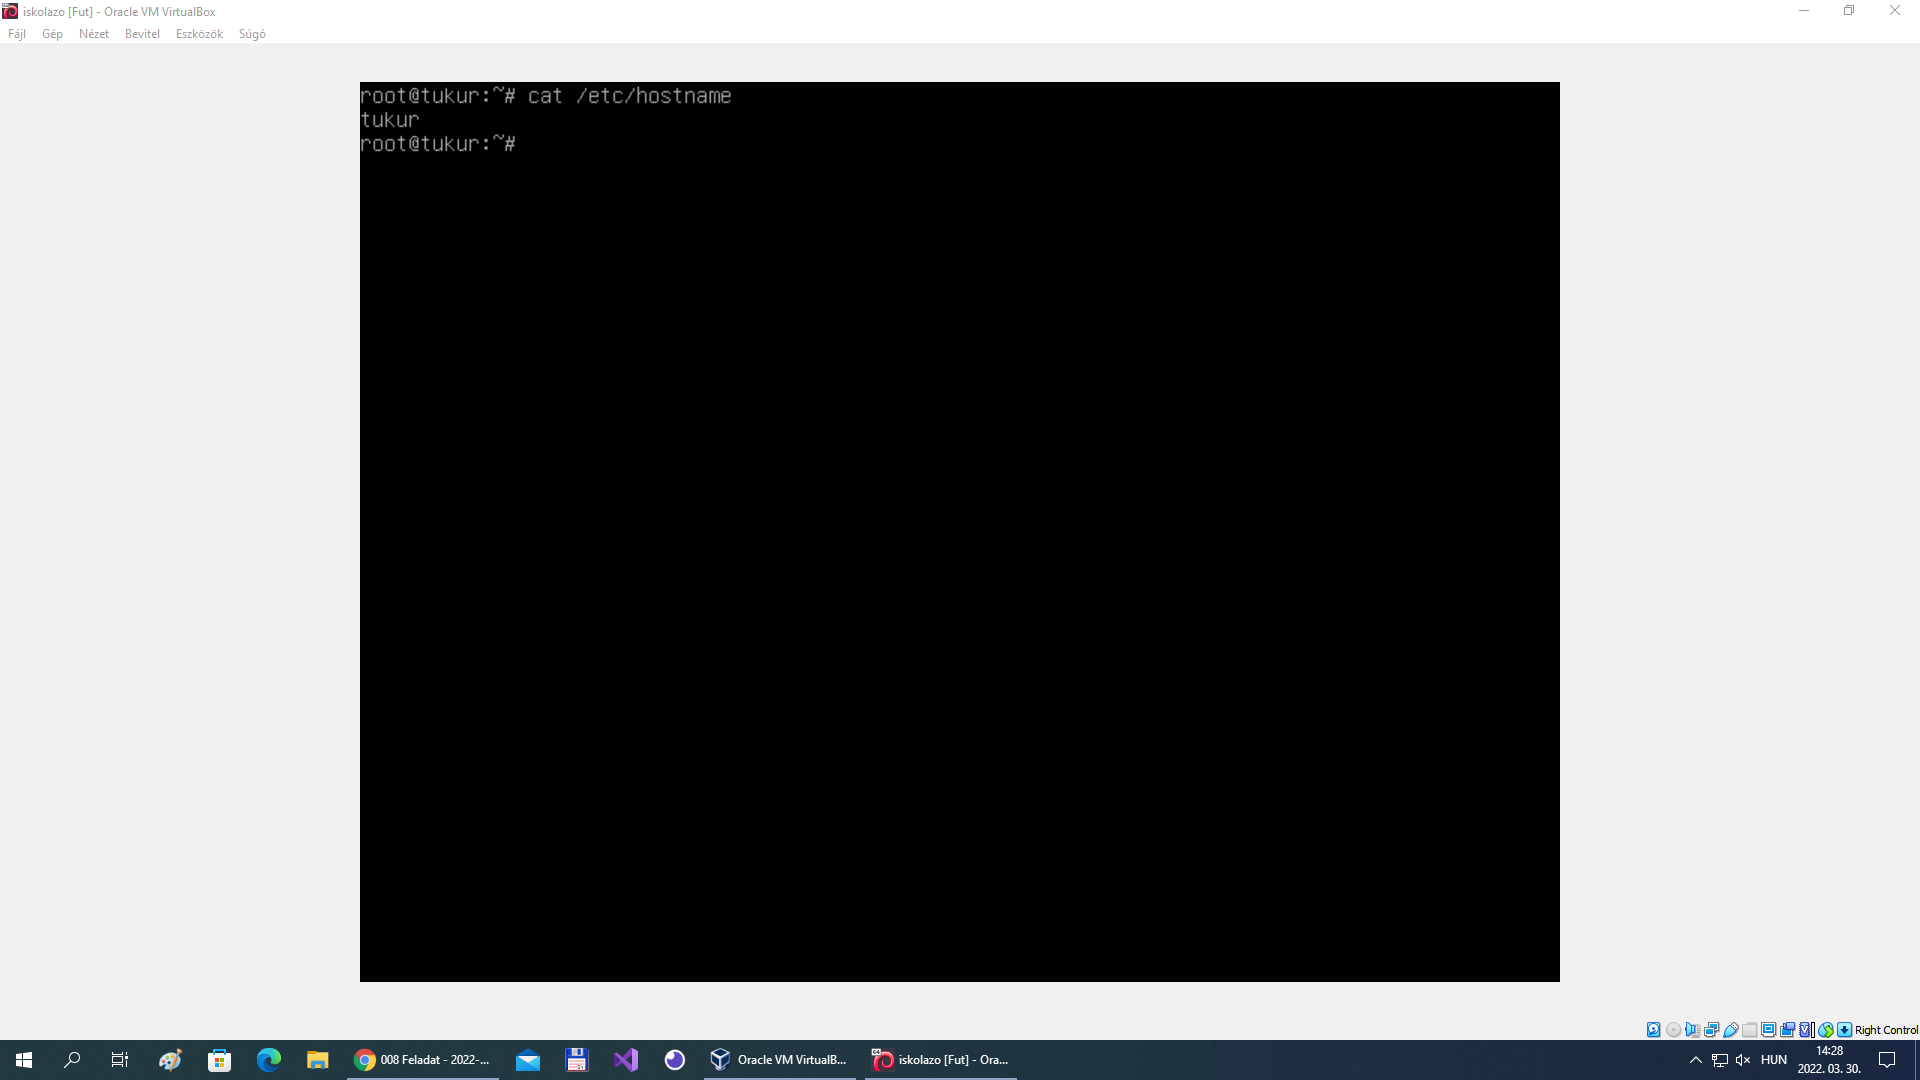 iskolazo [Fut] - Oracle VM VirtualBox
Fájl Gép Nézet Bevitel Eszközök Súgó
root@tukur:~# cat /etc/hostname
tukur
root@tukur:~#
Right Control
008 Feladat - 2022-...
Oracle VM VirtualB...
iskolazo [Fut] - Ora...
HUN
14:28
2022. 03. 30.